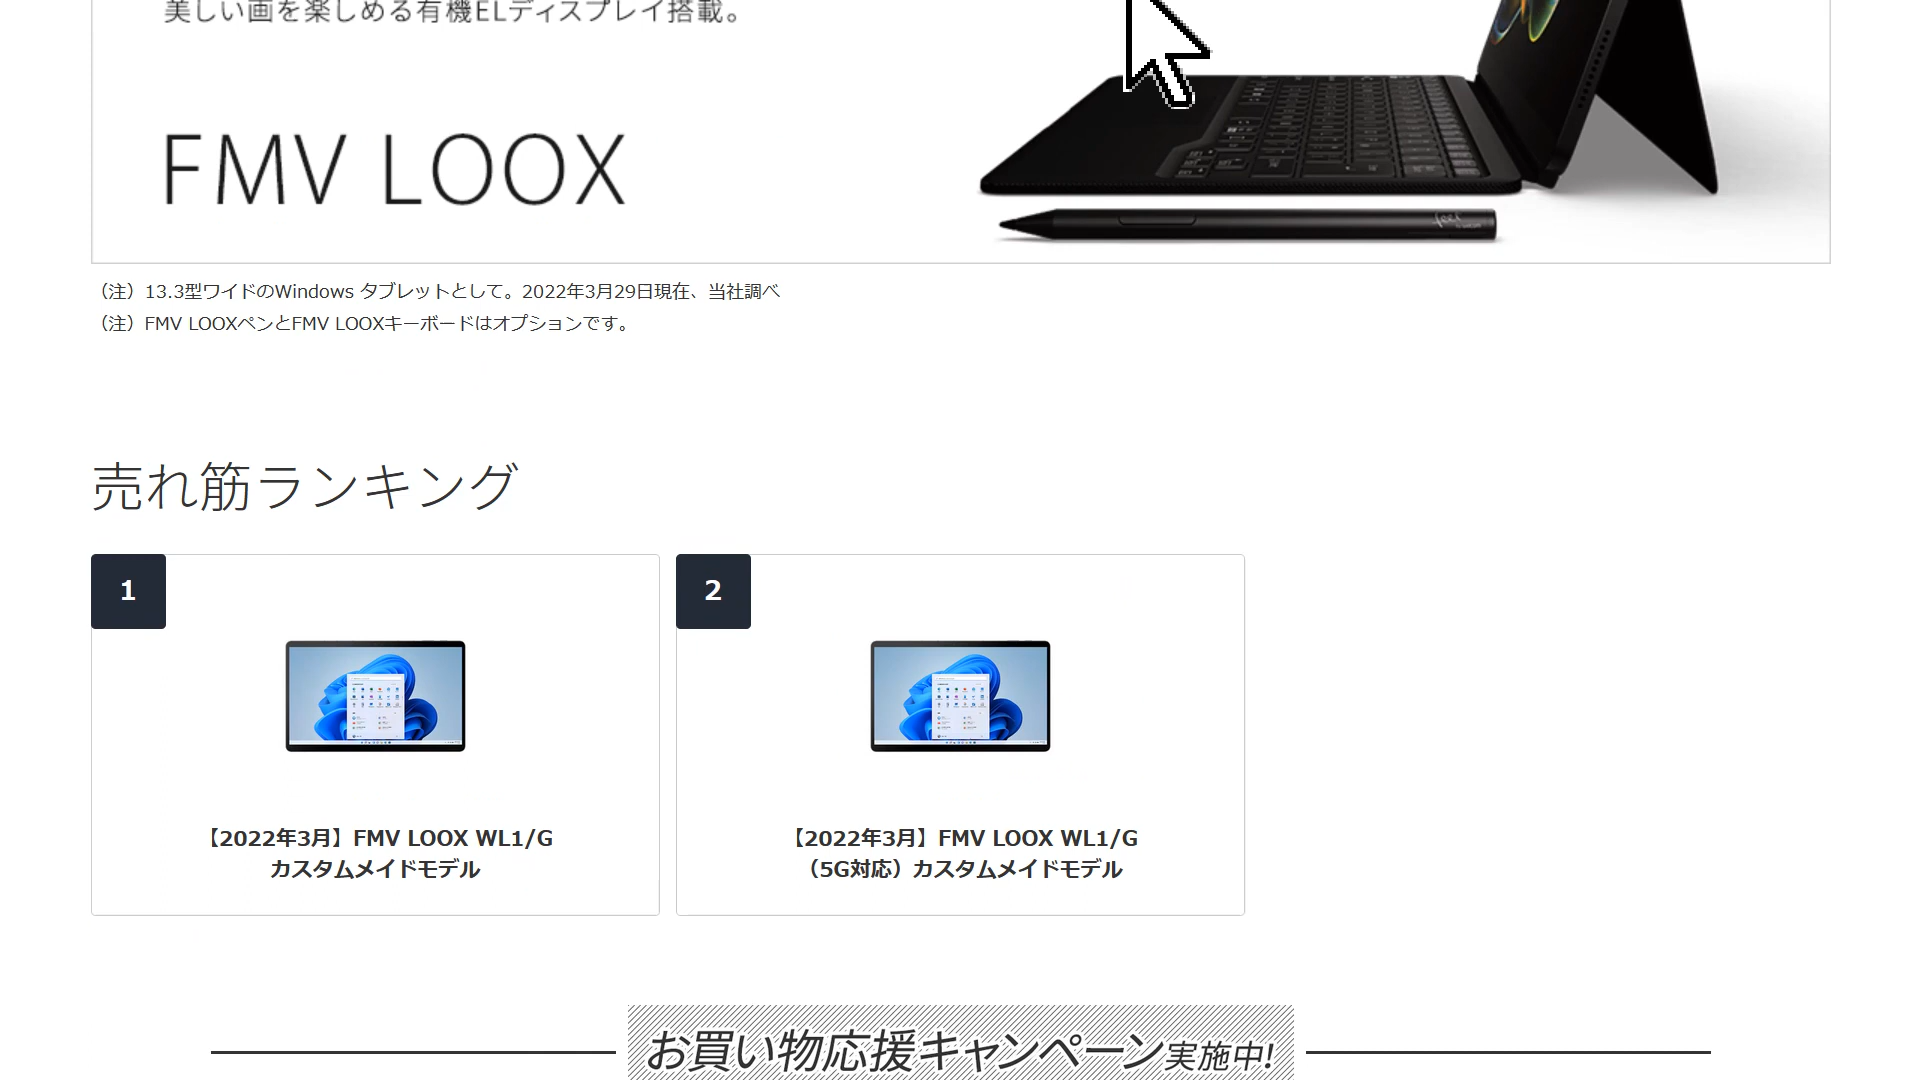 美しい画を楽しめる有機ELディスプレイ搭載。
FMV LOOX
feel
（注）13.3型ワイドのWindows タブレットとして。2022年3月29日現在、当社調べ
（注）FMV LOOXペンとFMV LOOXキーボードはオプションです。
売れ筋ランキング
1
2
【2022年3月】FMV LOOX WL1/G
カスタムメイドモデル
【2022年3月】FMV LOOX WL1/G
（5G対応）カスタムメイドモデル
お買い物応援キャンペーン実施中!